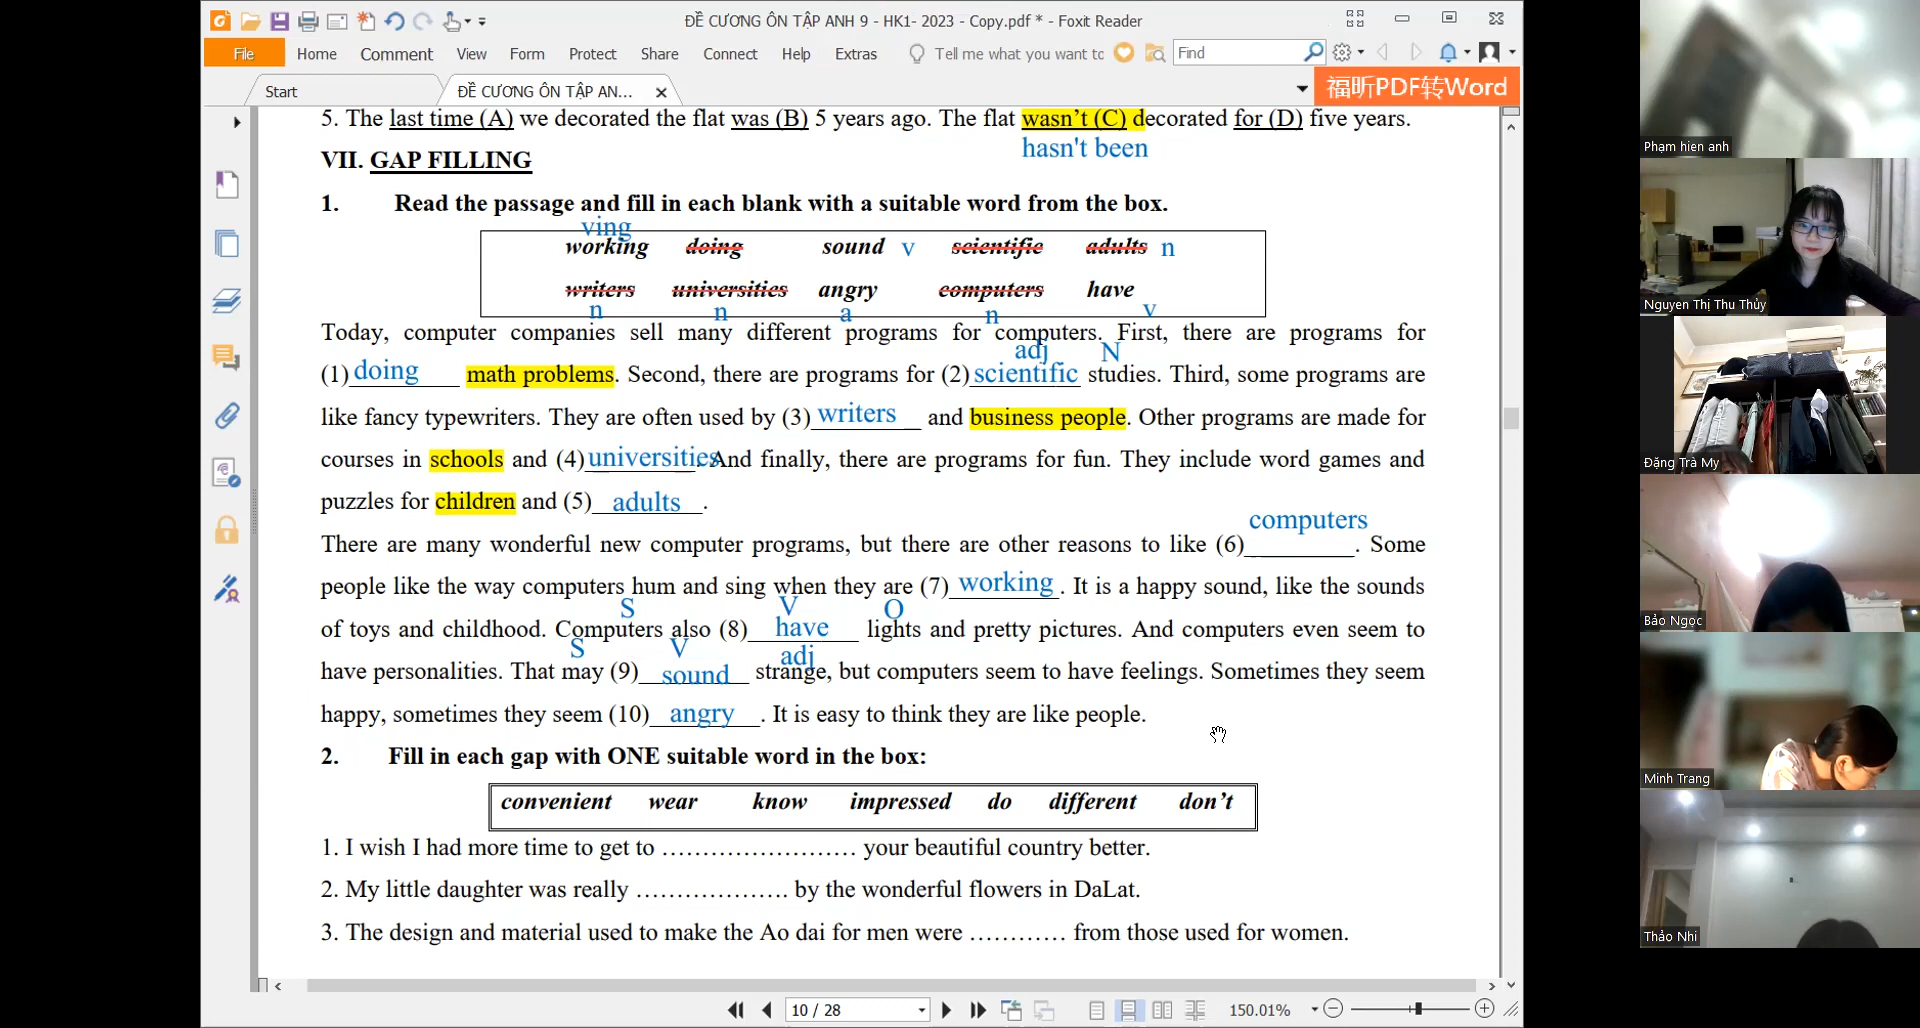 ĐỀ CƯƠNG ÔN TẬP ANH 9 - HK1- 2023 - Copy.pdf * - Foxit Reader
File Home Comment View Form Protect Share Connect Help Extras Tell me what you want to Find
Start ĐỀ CƯƠNG ÔN TẬP AN... 福昕PDF转Word
5. The last time (A) we decorated the flat was (B) 5 years ago. The flat wasn't (C) decorated for (D) five years.
hasn't been
VII. GAP FILLING
1. Read the passage and fill in each blank with a suitable word from the box.
ving
working doing sound v scientific adults n
writers universities angry computers have
n n a n v
Today, computer companies sell many different programs for computers. First, there are programs for
adj N
(1) doing math problems. Second, there are programs for (2) scientific studies. Third, some programs are
like fancy typewriters. They are often used by (3) writers and business people. Other programs are made for
courses in schools and (4) universities. And finally, there are programs for fun. They include word games and
puzzles for children and (5) adults.
computers
There are many wonderful new computer programs, but there are other reasons to like (6)__________. Some
people like the way computers hum and sing when they are (7) working. It is a happy sound, like the sounds
S V O
of toys and childhood. Computers also (8) have lights and pretty pictures. And computers even seem to
S V adj
have personalities. That may (9) sound strange, but computers seem to have feelings. Sometimes they seem
happy, sometimes they seem (10) angry. It is easy to think they are like people.
2. Fill in each gap with ONE suitable word in the box:
convenient wear know impressed do different don't
1. I wish I had more time to get to …………………… your beautiful country better.
2. My little daughter was really ………………. by the wonderful flowers in DaLat.
3. The design and material used to make the Ao dai for men were ………… from those used for women.
10 / 28 150.01%
Phạm hien anh
Nguyen Thị Thu Thủy
Đặng Trà My
Bảo Ngọc
Minh Trang
Thảo Nhi